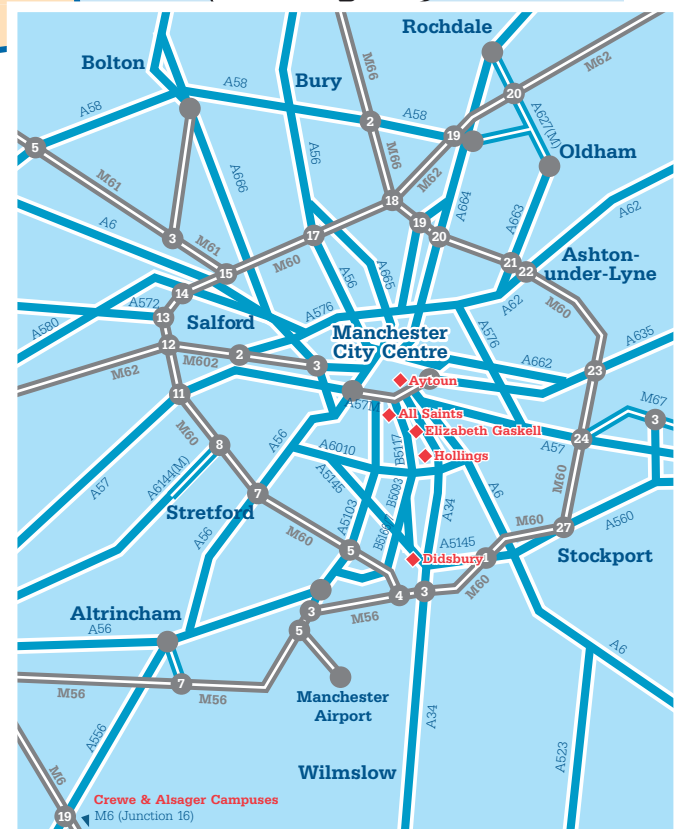 Rochdale
M66
M62
Bolton
Bury
A58
A58
A58
20
A627(M)
2
19
5
A56
M66
M62
Oldham
M61
A666
A664
A663
A62
18
A6
19
20
17
3
M61
M60
A56
A665
21
22
Ashton-
under-Lyne
15
14
A572
A576
A62
M60
13
A580
Salford
Manchester
City Centre
A576
A635
12
M602
2
3
A662
23
M62
Aytoun
11
A57M
All Saints
M67
3
Elizabeth Gaskell
M60
8
A56
A6010
B5117
A57
24
Hollings
A57
A6144(M)
A5145
B5093
A6
M60
7
Stretford
A5103
A34
M60
A56
B5166
A5145
M60
27
A560
5
Didsbury
1
Stockport
M60
4
3
Altrincham
3
M56
A56
5
A6
M56
7
M56
Manchester
Airport
A34
A556
A523
M6
Wilmslow
Crewe & Alsager Campuses
19
M6 (Junction 16)